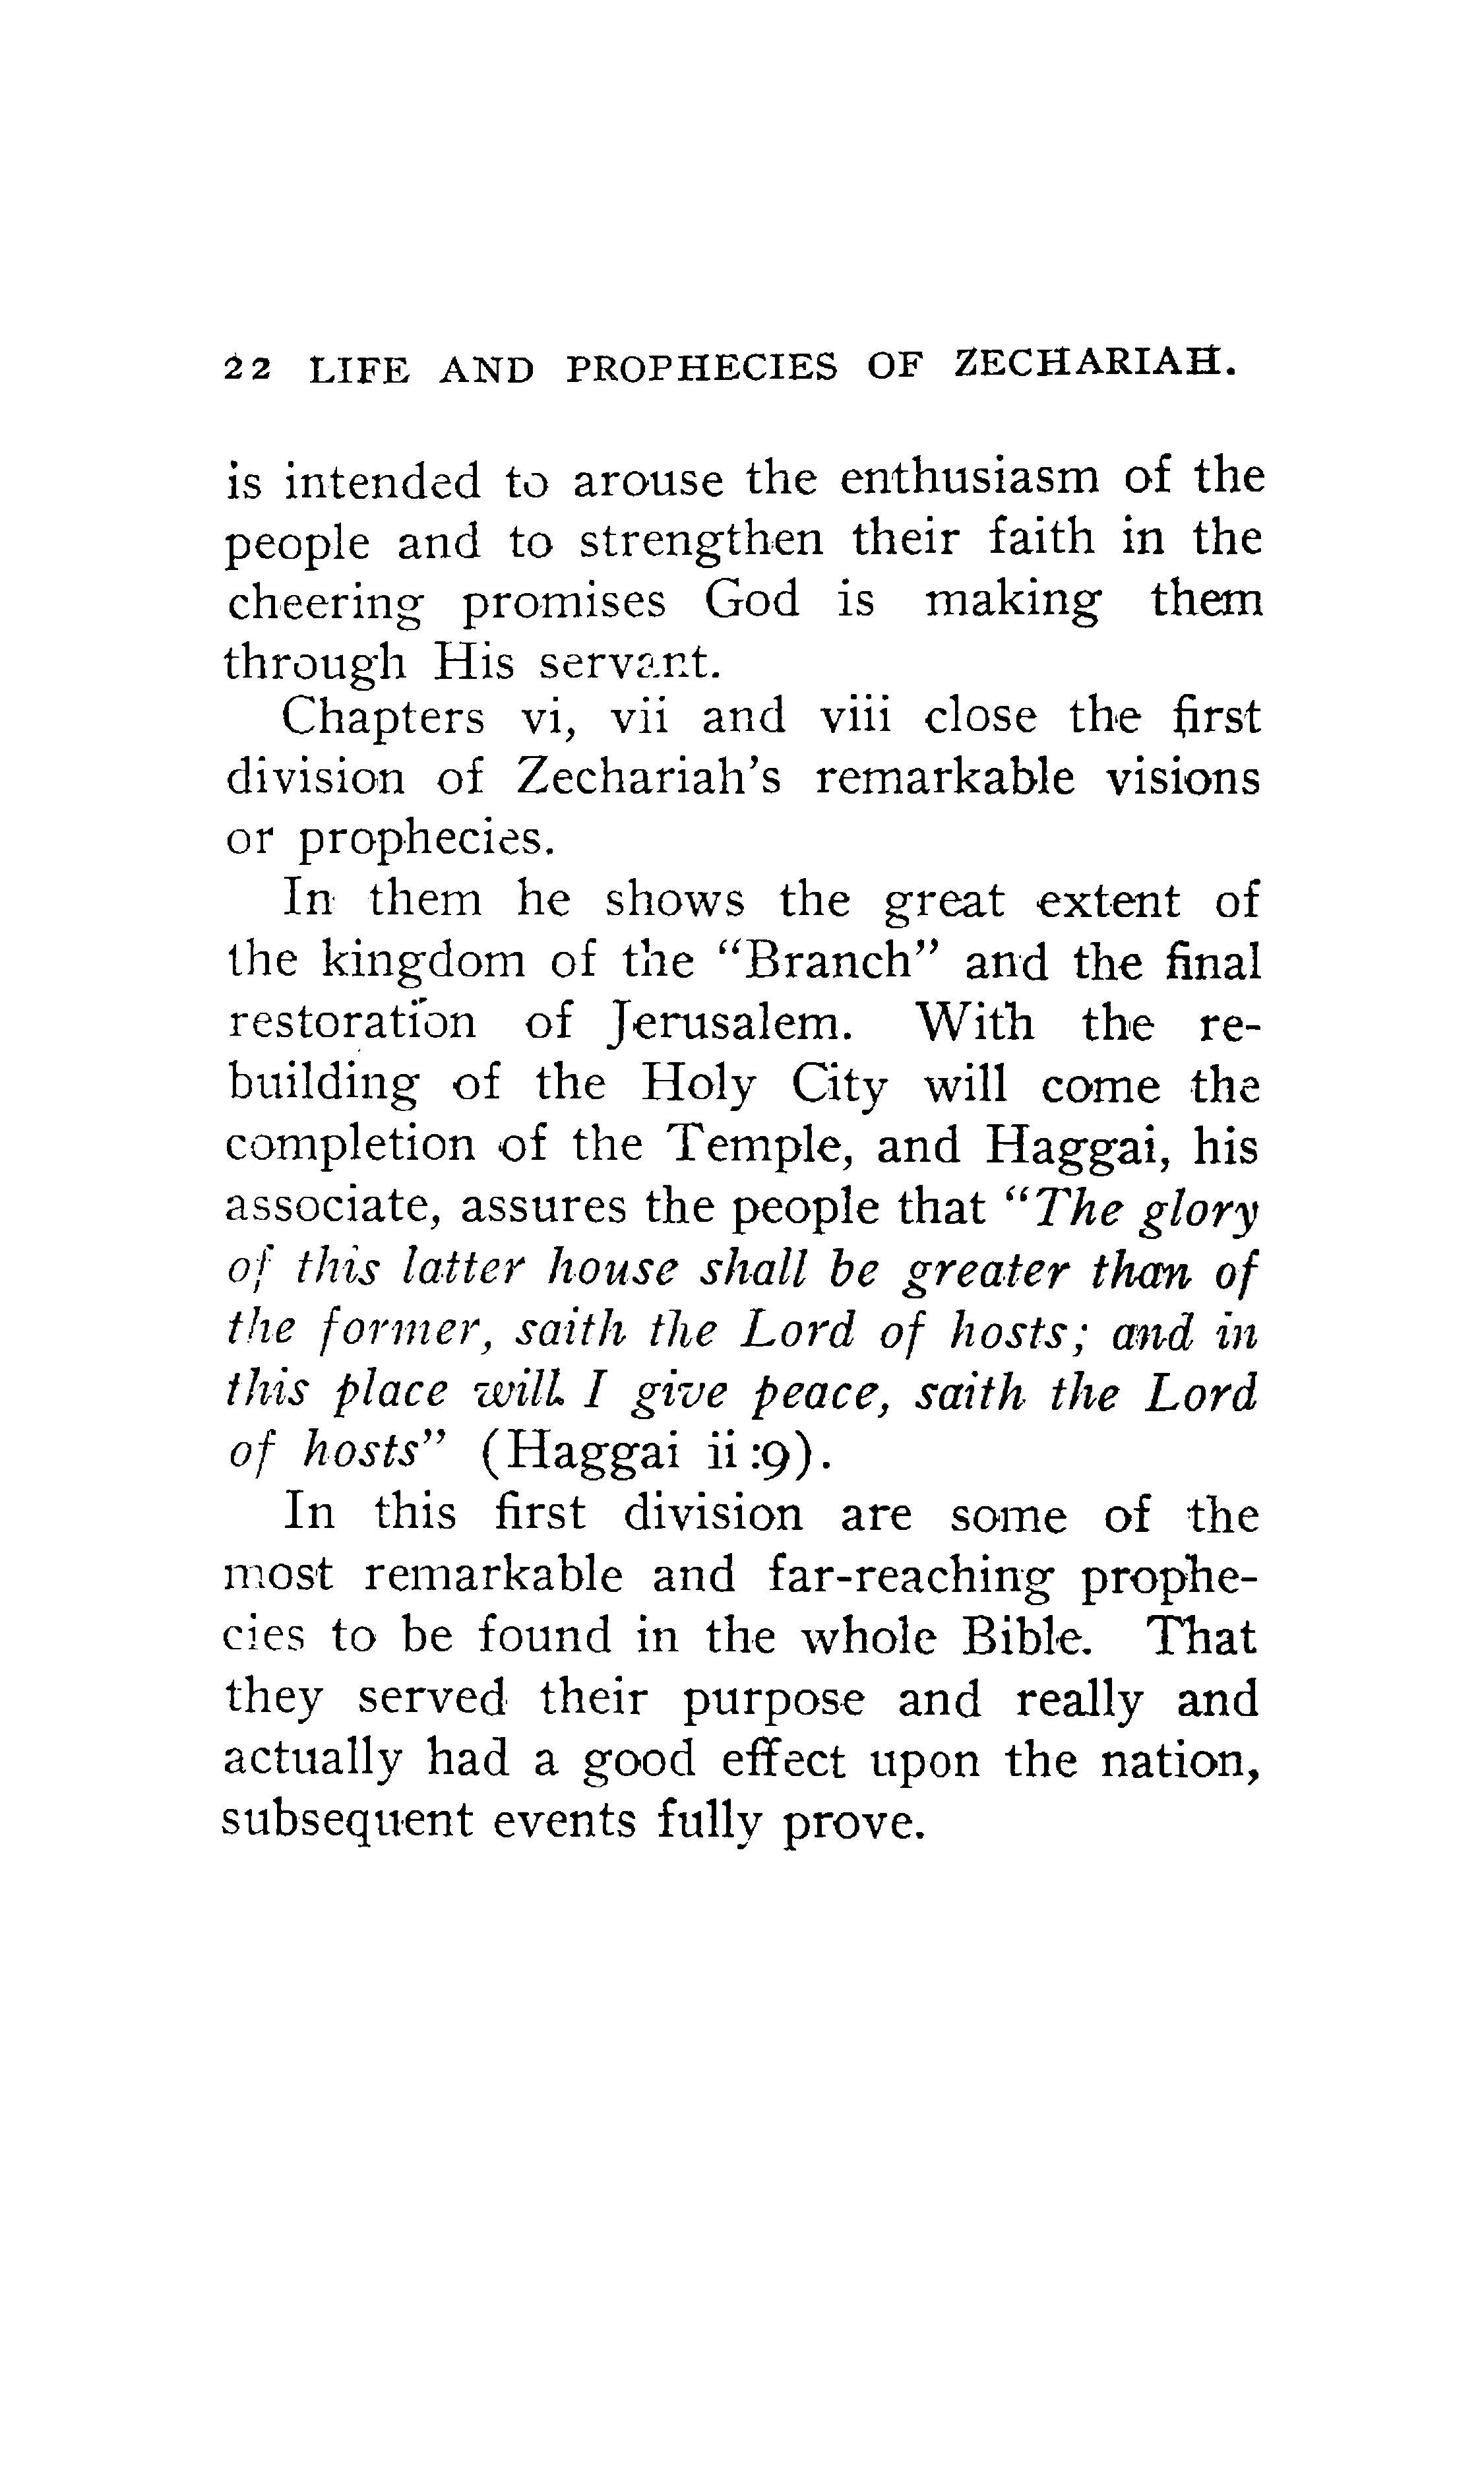 22 LIFE AND PROPHECIES OF ZECHARIAH.
is intended to arouse the enthusiasm of the
people and to strengthen their faith in the
cheering promises God is making them
through His servant.
Chapters vi, vii and viii close the first
division of Zechariah's remarkable visions
or prophecies.
In them he shows the great extent of
the kingdom of the "Branch" and the final
restoration of Jerusalem. With the re-
building of the Holy City will come the
completion of the Temple, and Haggai, his
associate, assures the people that "The glory
of this latter house shall be greater than of
the former, saith the Lord of hosts; and in
this place will I give peace, saith the Lord
of hosts" (Haggai ii:9).
In this first division are some of the
most remarkable and far-reaching prophe-
cies to be found in the whole Bible. That
they served their purpose and really and
actually had a good effect upon the nation,
subsequent events fully prove.